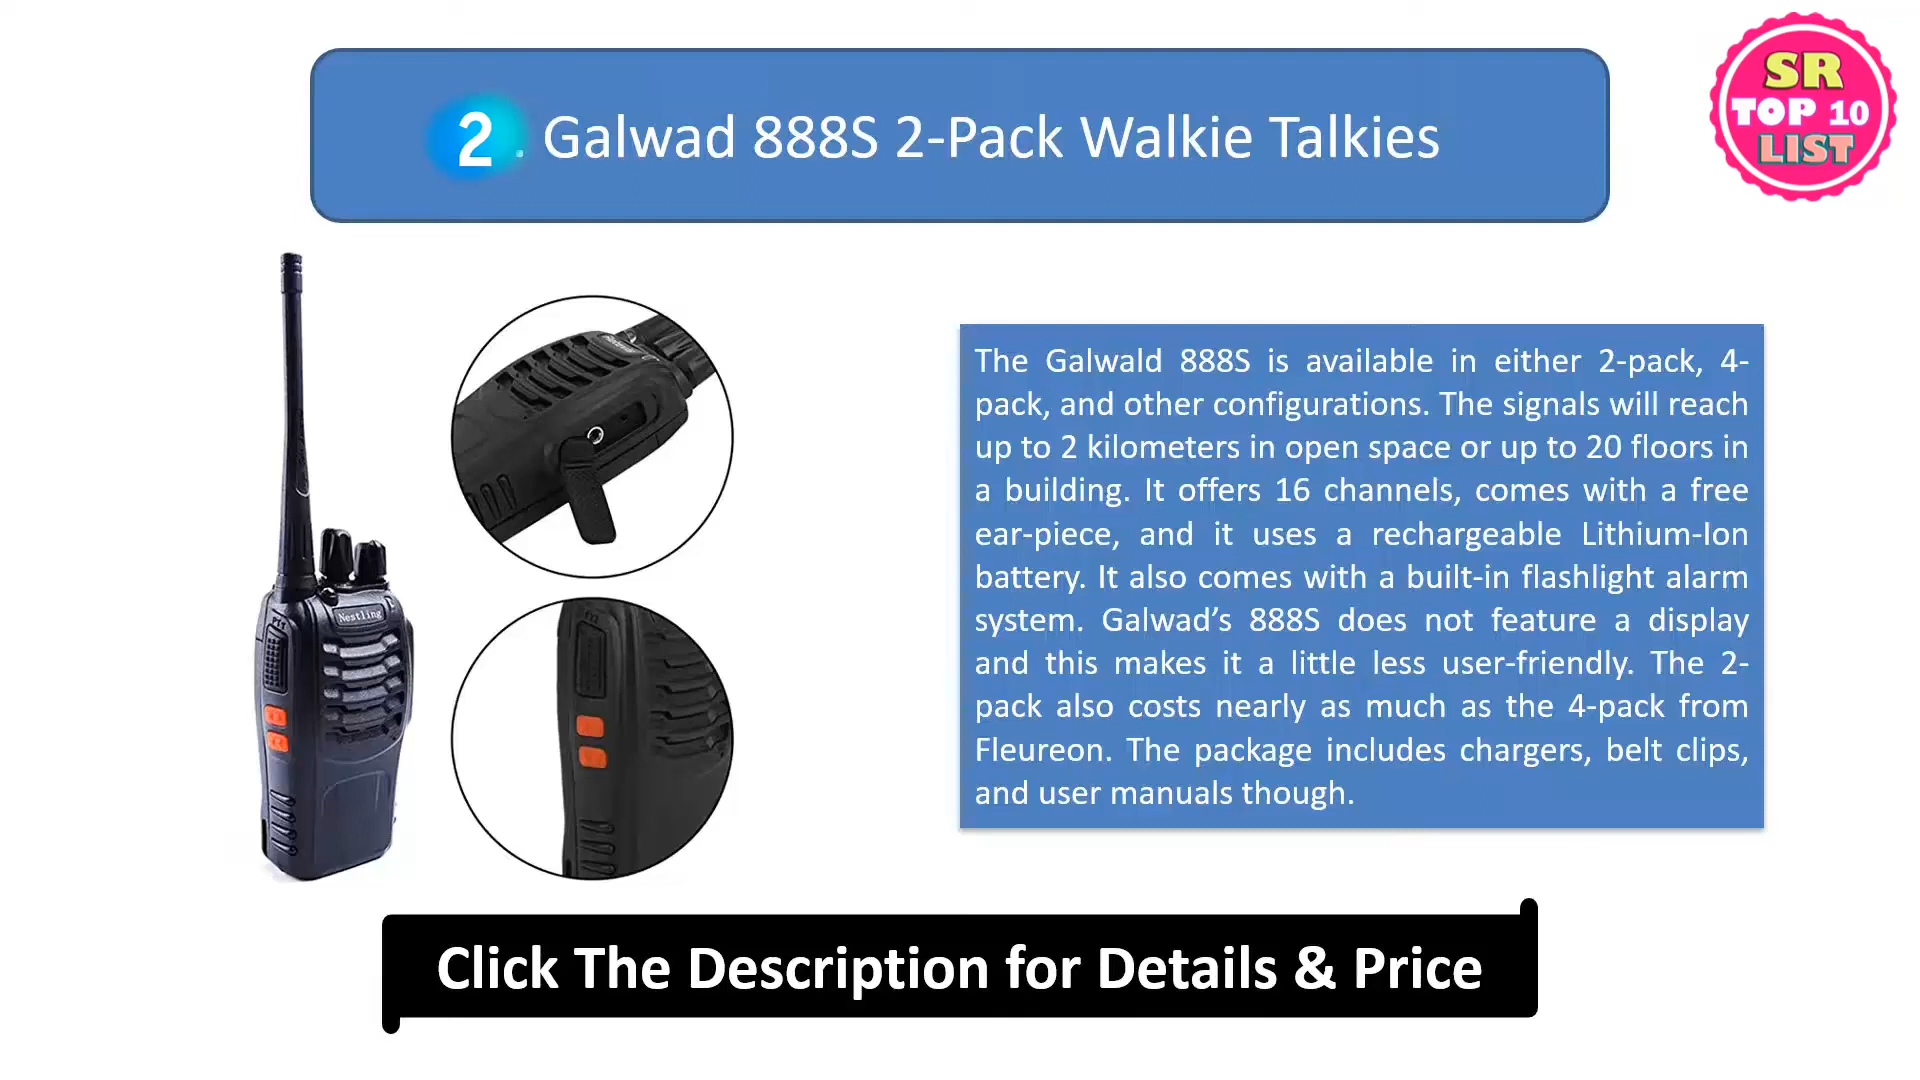 2. Galwad 888S 2-Pack Walkie Talkies
SR
TOP 10
LIST
Nestling
The Galwald 888S is available in either 2-pack, 4-
pack, and other configurations. The signals will reach
up to 2 kilometers in open space or up to 20 floors in
a building. It offers 16 channels, comes with a free
ear-piece, and it uses a rechargeable Lithium-Ion
battery. It also comes with a built-in flashlight alarm
system. Galwad’s 888S does not feature a display
and this makes it a little less user-friendly. The 2-
pack also costs nearly as much as the 4-pack from
Fleureon. The package includes chargers, belt clips,
and user manuals though.
Click The Description for Details & Price